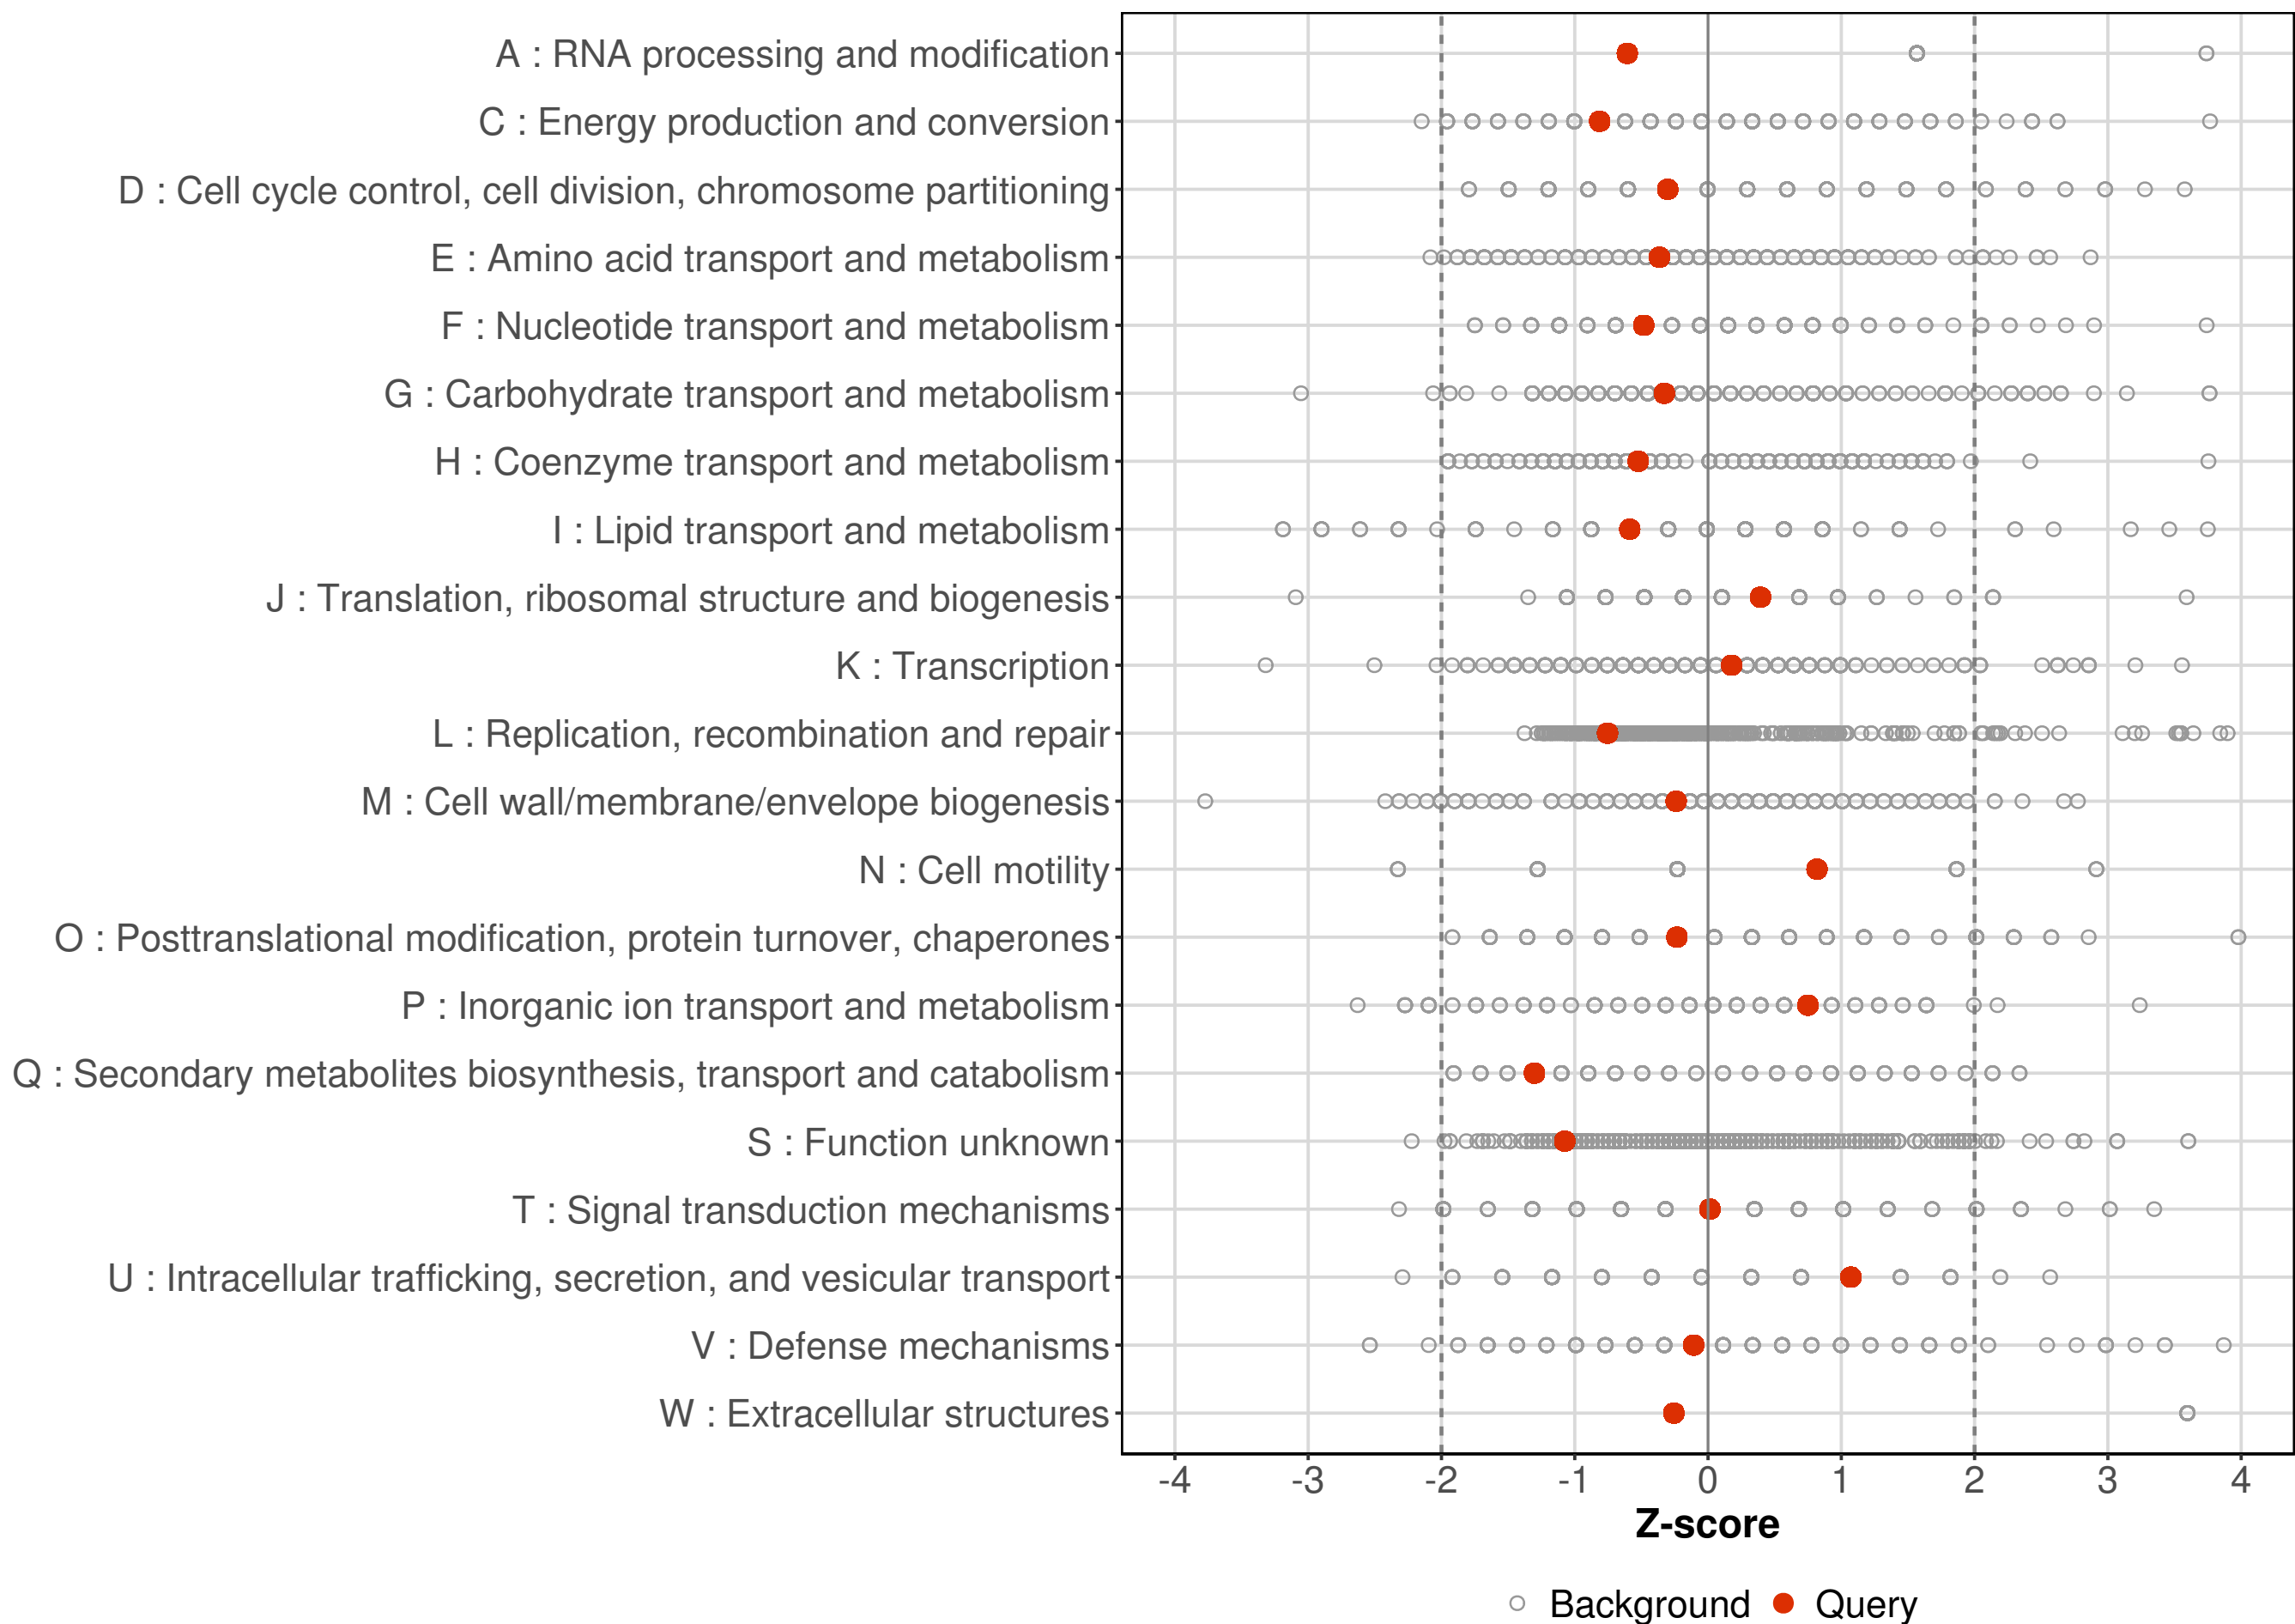 A : RNA processing and modification
C : Energy production and conversion
D : Cell cycle control, cell division, chromosome partitioning
E : Amino acid transport and metabolism
F : Nucleotide transport and metabolism
G : Carbohydrate transport and metabolism
H : Coenzyme transport and metabolism
I : Lipid transport and metabolism
J : Translation, ribosomal structure and biogenesis
K : Transcription
L : Replication, recombination and repair
M : Cell wall/membrane/envelope biogenesis
N : Cell motility
O : Posttranslational modification, protein turnover, chaperones
P : Inorganic ion transport and metabolism
Q : Secondary metabolites biosynthesis, transport and catabolism
S : Function unknown
T : Signal transduction mechanisms
U : Intracellular trafficking, secretion, and vesicular transport
V : Defense mechanisms
W : Extracellular structures
-4 -3 -2 -1 0 1 2 3 4
Z-score
Background Query